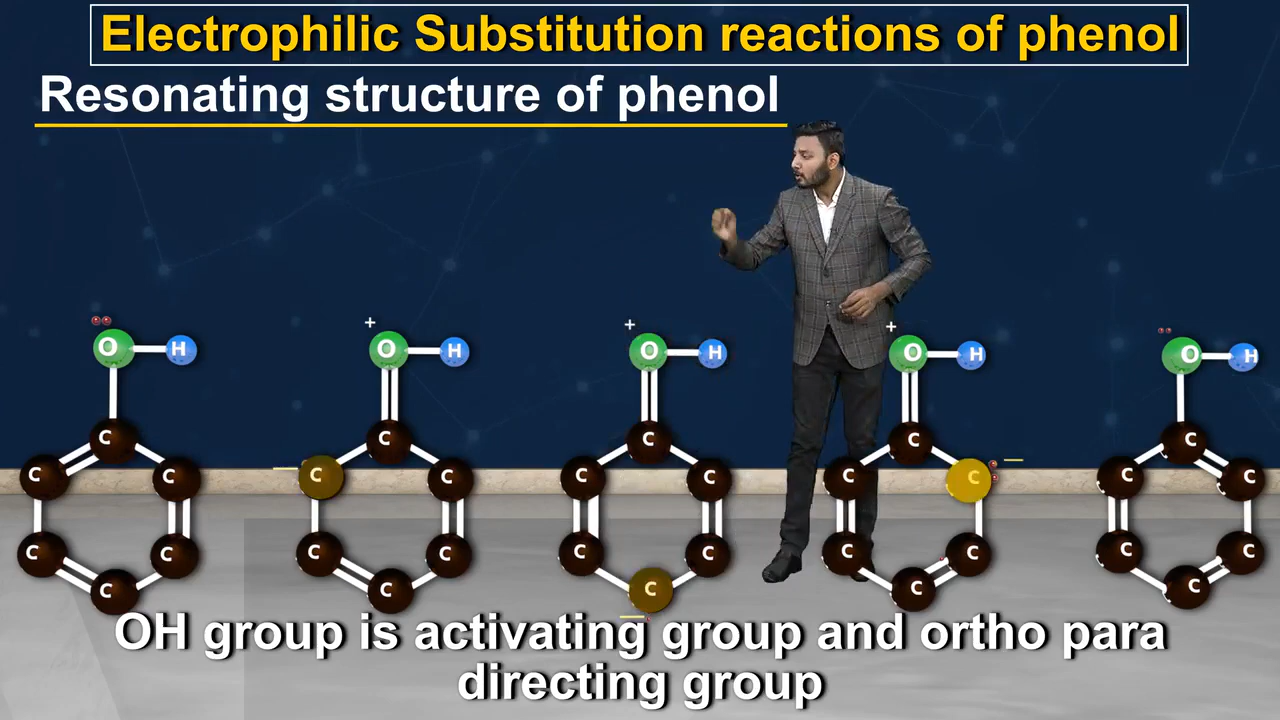 Electrophilic Substitution reactions of phenol
Resonating structure of phenol
+ + +
O H O H O H O H O H
C C C C C
C C C C C C C C C C
C C C C C C C C C C
C C C C C
OH group is activating group and ortho para
directing group